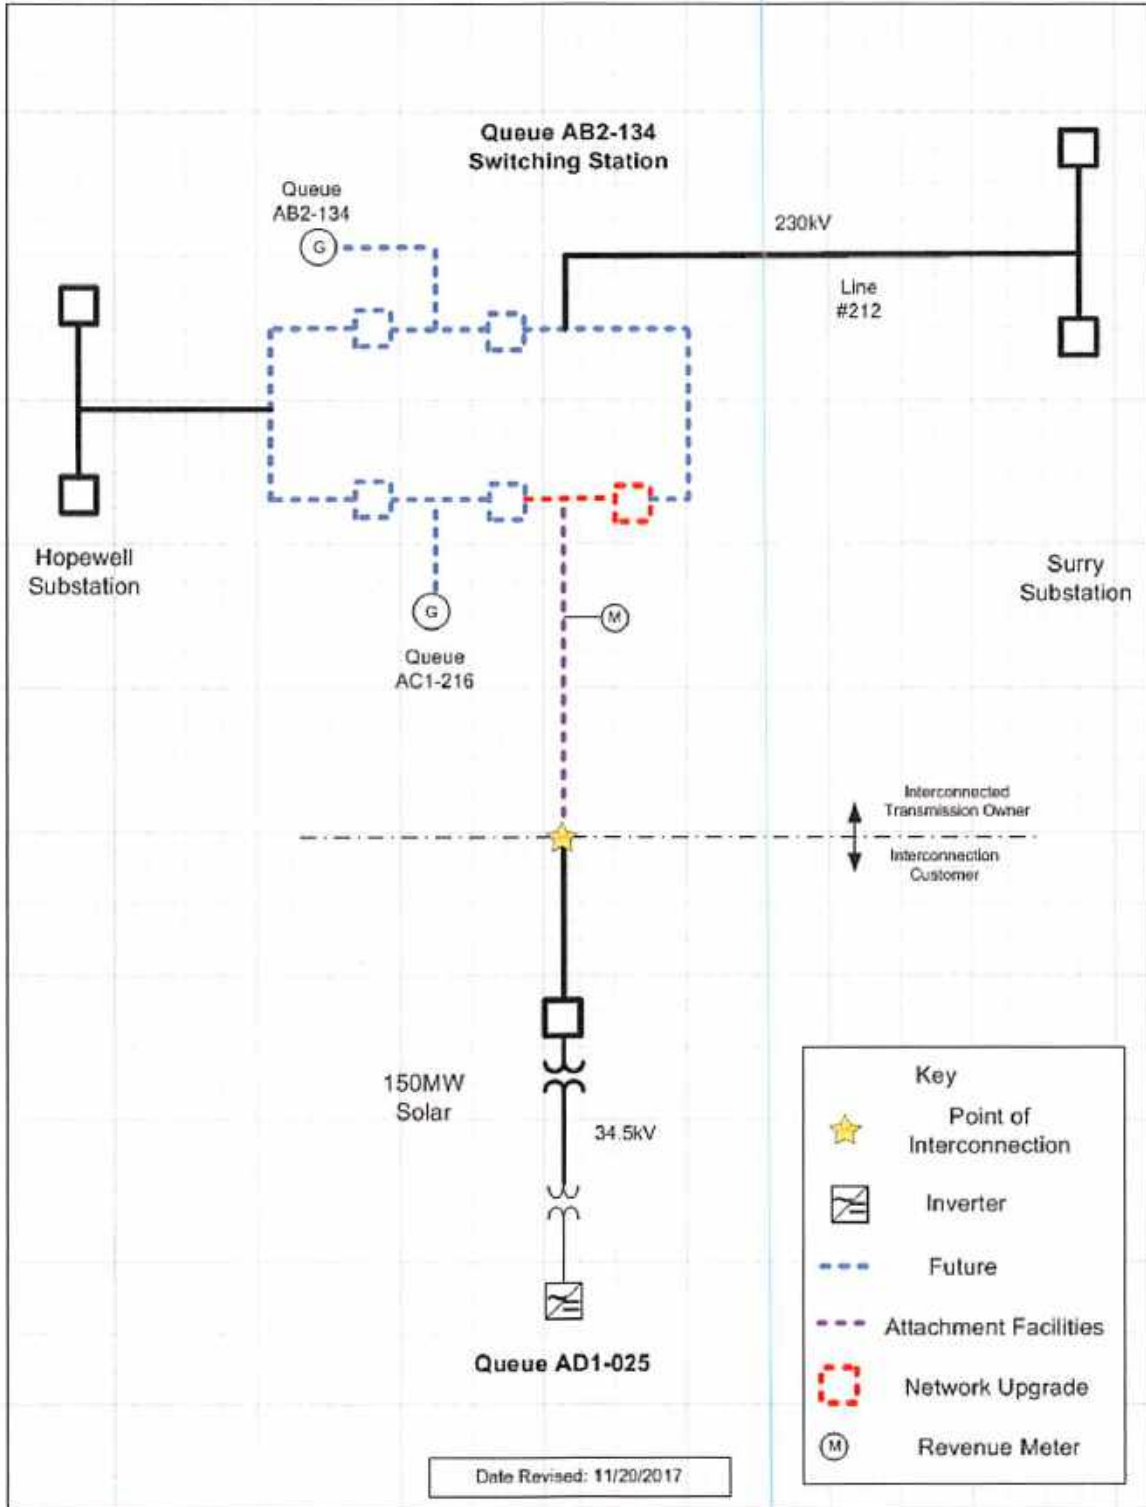 Queue AB2-134
Switching Station
Queue
AB2-134
G
230kV
Line
#212
Hopewell
Substation
Surry
Substation
G
Queue
AC1-216
M
Interconnected
Transmission Owner
Interconnection
Customer
150MW
Solar
34.5kV
Queue AD1-025
Key
Point of
Interconnection
Inverter
Future
Attachment Facilities
Network Upgrade
M
Revenue Meter
Date Revised: 11/20/2017